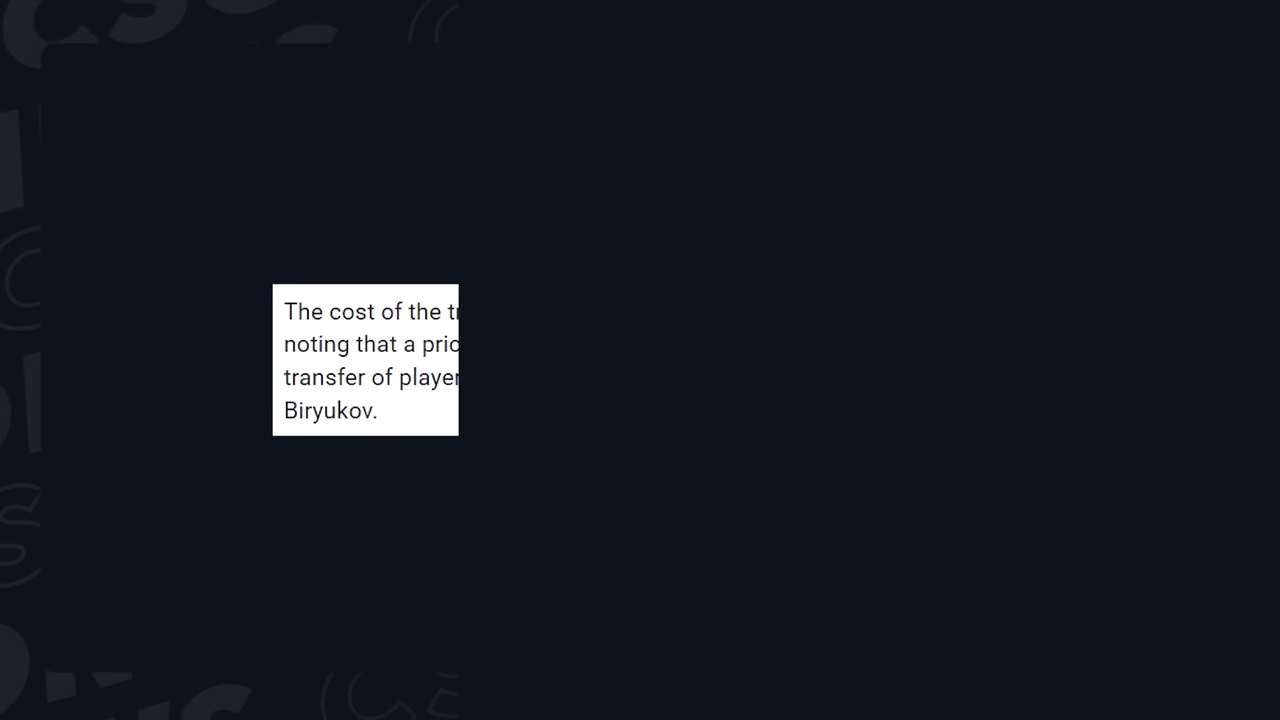 The cost of the
noting that a
transfer of
Biryukov.